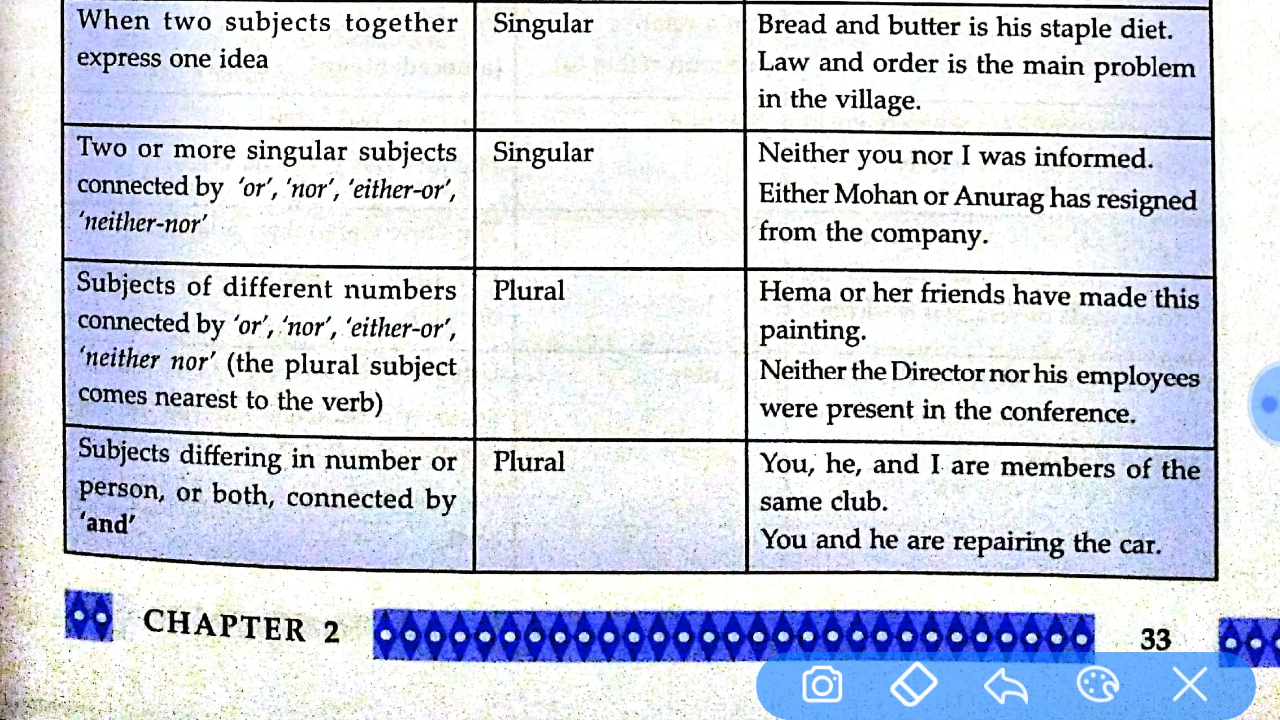 When two subjects together
express one idea
Singular
Bread and butter is his staple diet.
Law and order is the main problem
in the village.
Two or more singular subjects
connected by 'or', 'nor', 'either-or',
'neither-nor'
Singular
Neither you nor I was informed.
Either Mohan or Anurag has resigned
from the company.
Subjects of different numbers
connected by 'or', 'nor', 'either-or',
'neither nor' (the plural subject
comes nearest to the verb)
Plural
Hema or her friends have made this
painting.
Neither the Director nor his employees
were present in the conference.
Subjects differing in number or
person, or both, connected by
'and'
Plural
You, he, and I are members of the
same club.
You and he are repairing the car.
CHAPTER 2
33